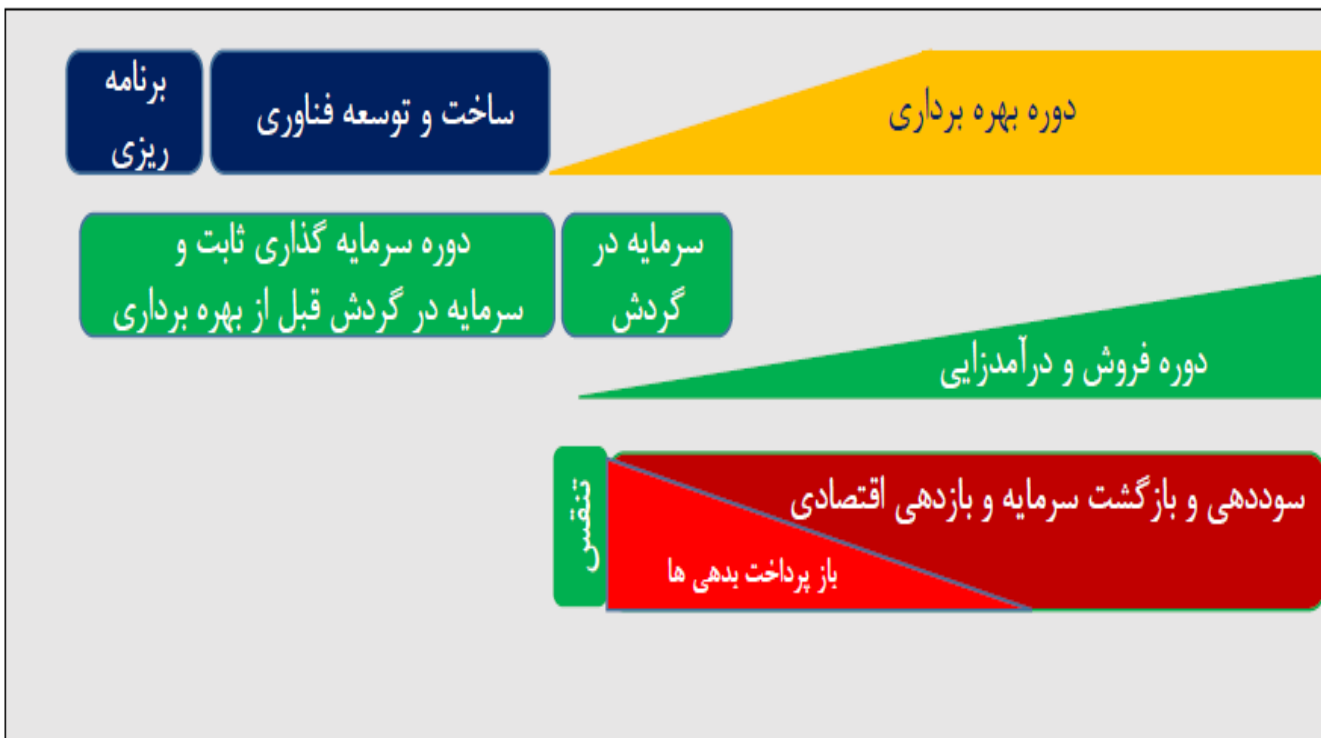 برنامه
ریزی
ساخت و توسعه فناوری
دوره بهره برداری
دوره سرمایه گذاری ثابت و
سرمایه در گردش قبل از بهره برداری
سرمایه در
گردش
دوره فروش و درآمدزایی
تنفس
سوددهی و بازگشت سرمایه و بازدهی اقتصادی
باز پرداخت بدهی ها